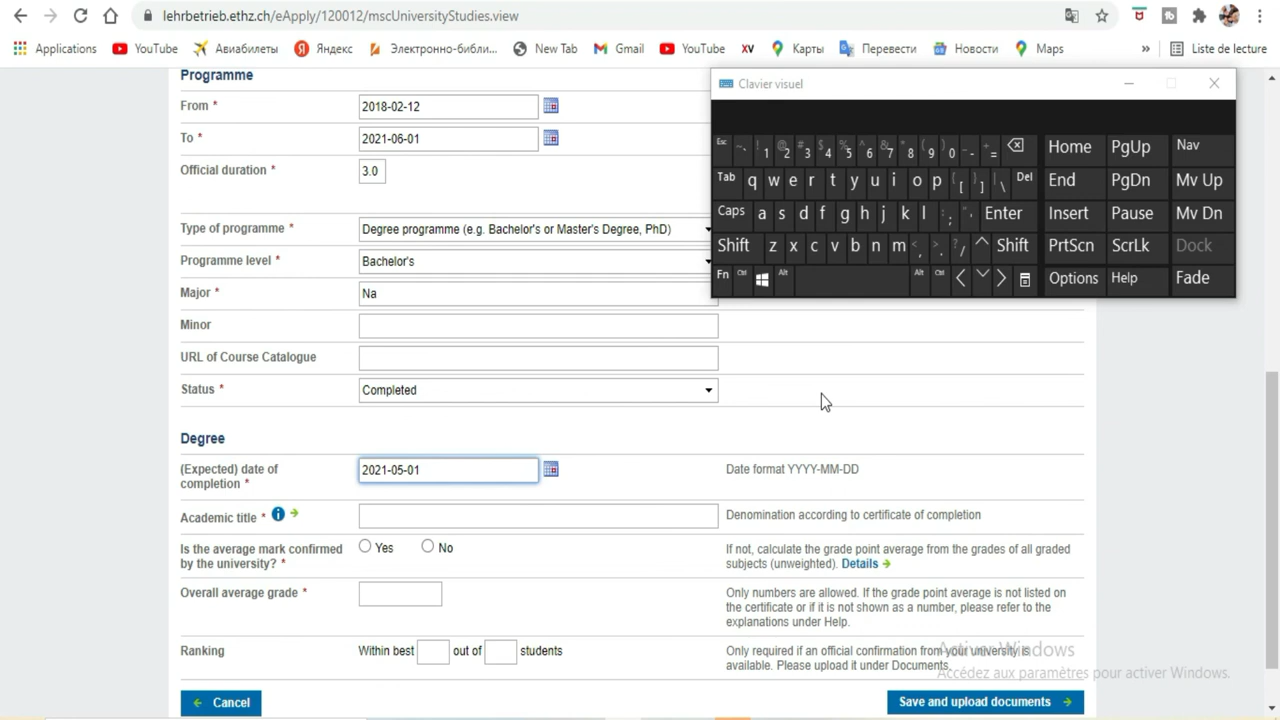 lehrbetrieb.ethz.ch/eApply/120012/mscUniversityStudies.view
Applications YouTube Авиабилеты Яндекс Электронно-библи... New Tab Gmail YouTube XV Карты Перевести Новости Maps » Liste de lecture
Programme
From * 2018-02-12
To * 2021-06-01
Official duration * 3.0
Type of programme * Degree programme (e.g. Bachelor's or Master's Degree, PhD)
Programme level * Bachelor's
Major * Na
Minor
URL of Course Catalogue
Status * Completed
Clavier visuel
Esc ~ ` ! 1 @ 2 # 3 $ 4 % 5 ^ 6 & 7 * 8 ( 9 ) 0 _ - + = Home PgUp Nav
Tab q w e r t y u i o p { [ } ] | \ Del End PgDn Mv Up
Caps a s d f g h j k l : ; " ' Enter Insert Pause Mv Dn
Shift z x c v b n m < , > . ? / Shift PrtScn ScrLk Dock
Fn Ctrl Alt Alt Ctrl Options Help Fade
Degree
(Expected) date of
completion * 2021-05-01 Date format YYYY-MM-DD
Academic title * Denomination according to certificate of completion
Is the average mark confirmed
by the university? * Yes No
If not, calculate the grade point average from the grades of all graded
subjects (unweighted). Details
Overall average grade *
Only numbers are allowed. If the grade point average is not listed on
the certificate or if it is not shown as a number, please refer to the
explanations under Help.
Ranking Within best out of students
Only required if an official confirmation from your university is
available. Please upload it under Documents.
Activer Windows
Accédez aux paramètres pour activer Windows.
Cancel Save and upload documents